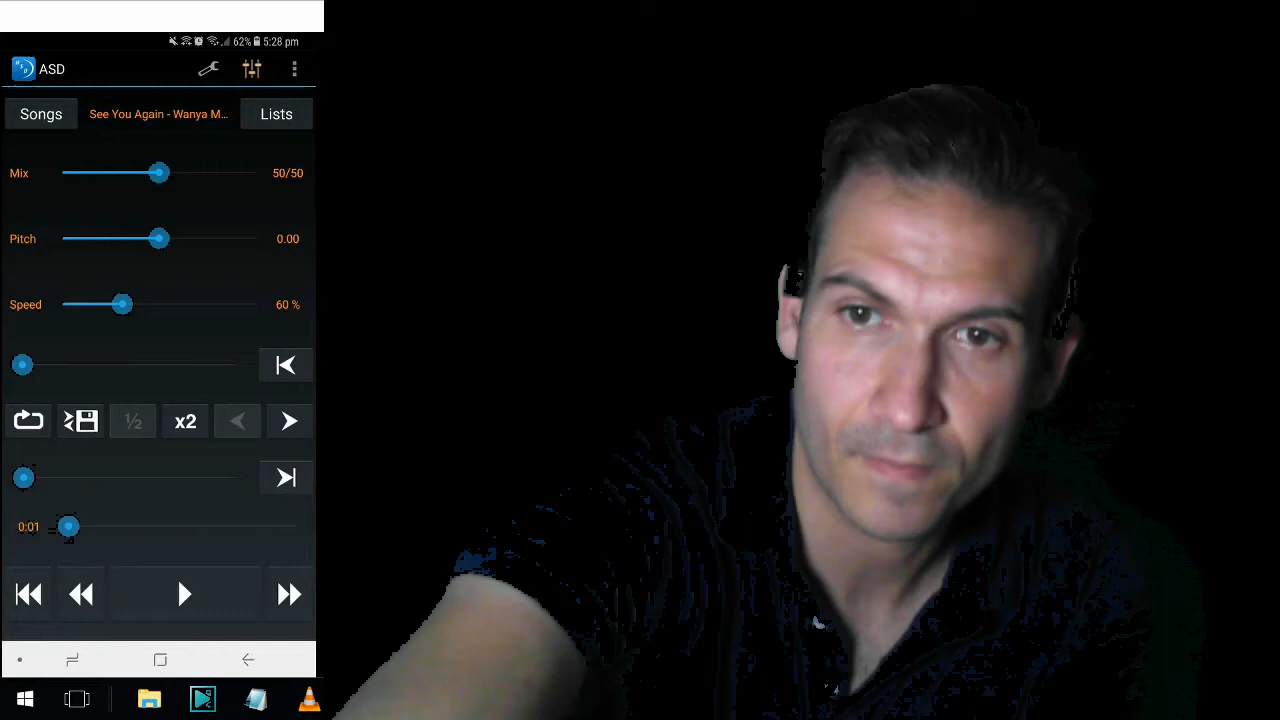 62% 5:28 pm
ASD
Songs See You Again - Wanya M... Lists
Mix 50/50
Pitch 0.00
Speed 60 %
½ x2
0:01